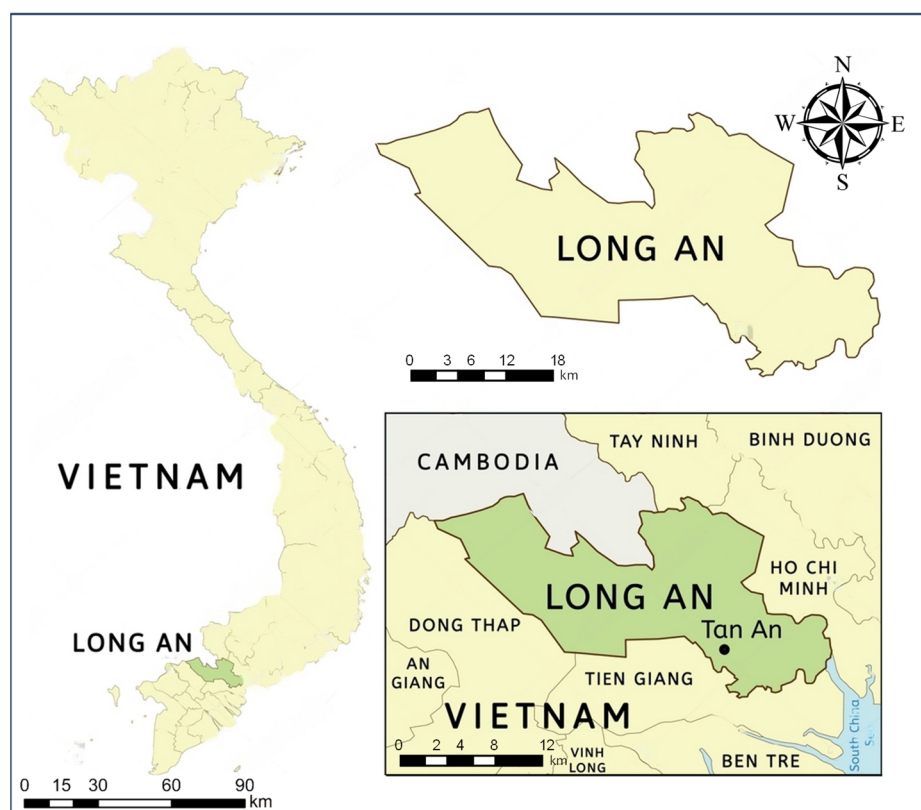 N
W E
S
LONG AN
0 3 6 12 18
km
VIETNAM
LONG AN
0 15 30 60 90
km
CAMBODIA
TAY NINH
BINH DUONG
HO CHI
MINH
LONG AN
Tan An
DONG THAP
AN
GIANG
TIEN GIANG
VIETNAM
0 2 4 8 12
km
VINH
LONG
BEN TRE
South China